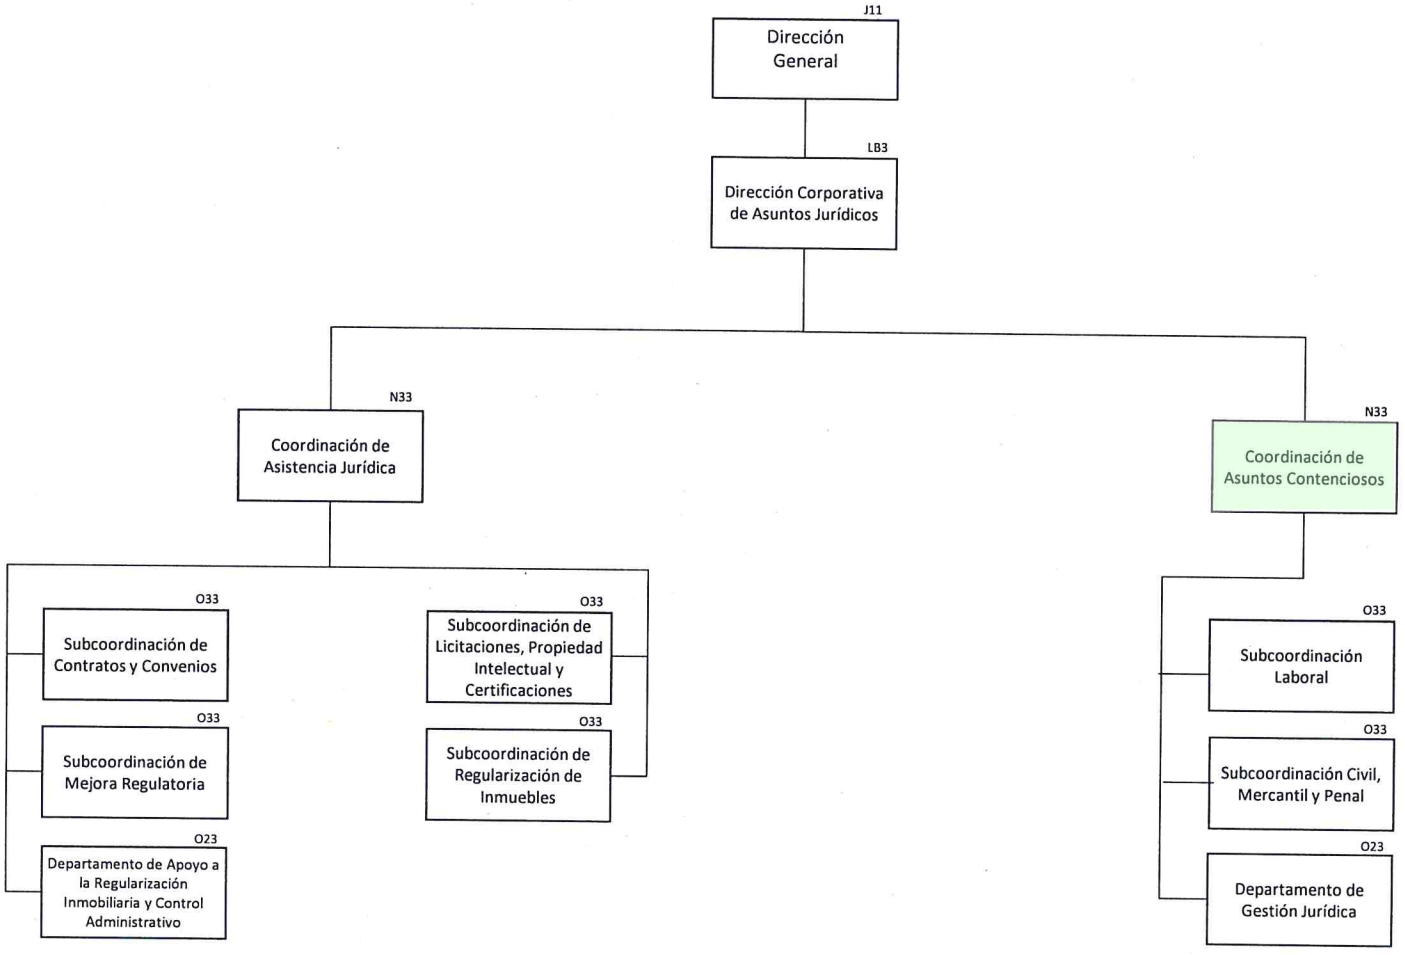 J11
Dirección
General
LB3
Dirección Corporativa
de Asuntos Jurídicos
N33
Coordinación de
Asistencia Jurídica
N33
Coordinación de
Asuntos Contenciosos
O33
Subcoordinación de
Contratos y Convenios
O33
Subcoordinación de
Mejora Regulatoria
O23
Departamento de Apoyo a
la Regularización
Inmobiliaria y Control
Administrativo
O33
Subcoordinación de
Licitaciones, Propiedad
Intelectual y
Certificaciones
O33
Subcoordinación de
Regularización de
Inmuebles
O33
Subcoordinación
Laboral
O33
Subcoordinación Civil,
Mercantil y Penal
O23
Departamento de
Gestión Jurídica